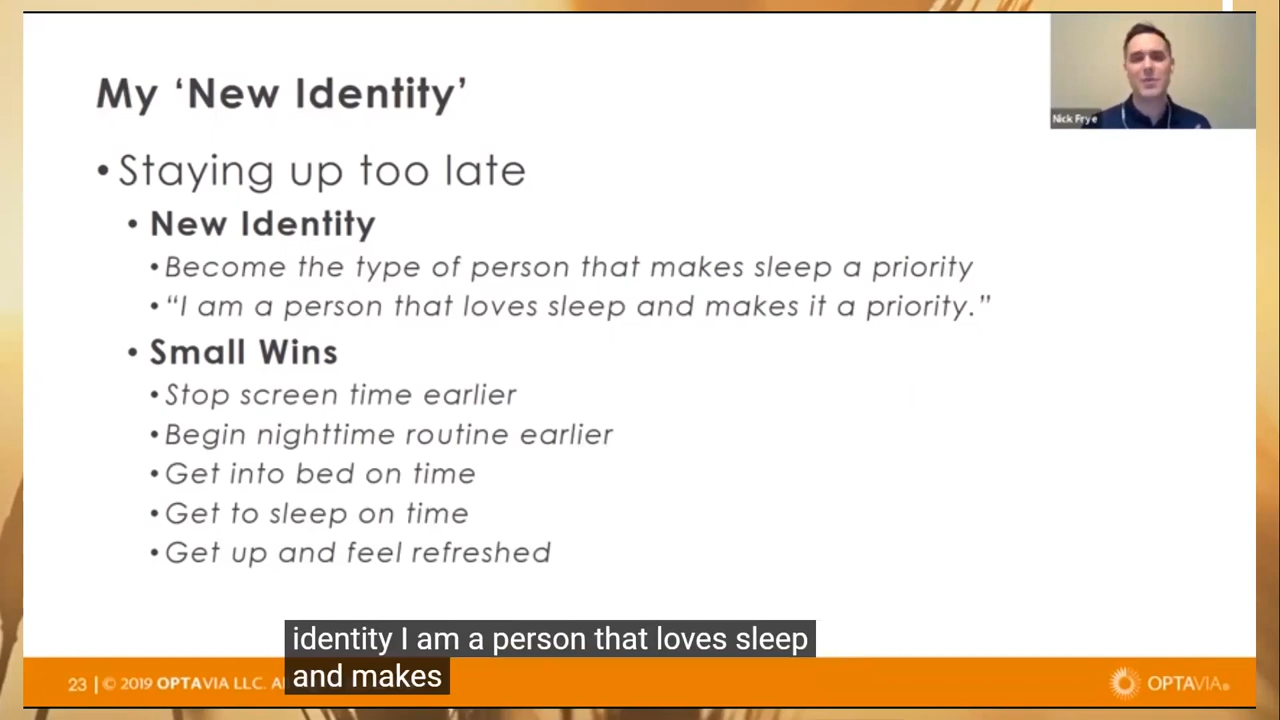 My ‘New Identity’
Nick Frye
• Staying up too late
• New Identity
• Become the type of person that makes sleep a priority
• “I am a person that loves sleep and makes it a priority.”
• Small Wins
• Stop screen time earlier
• Begin nighttime routine earlier
• Get into bed on time
• Get to sleep on time
• Get up and feel refreshed
identity I am a person that loves sleep
and makes
23 | © 2019 OPTAVIA LLC.
OPTAVIA®